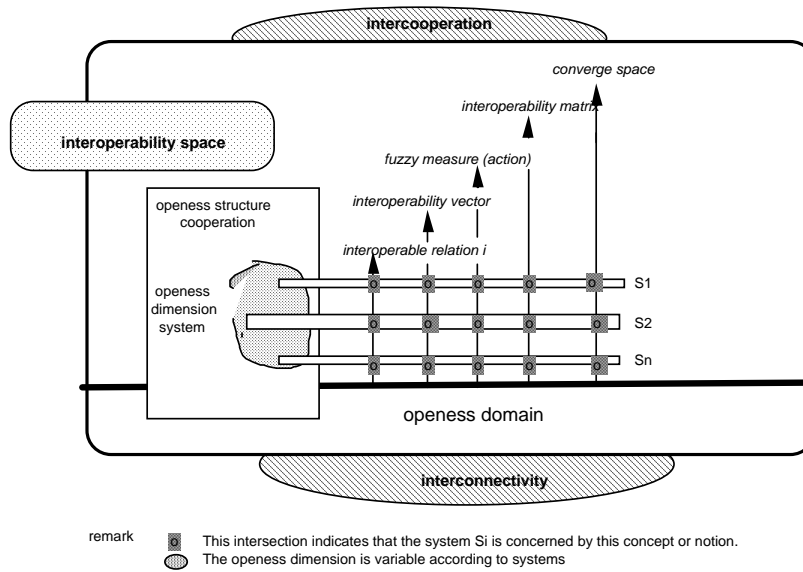 intercooperation
converge space
interoperability matrix
interoperability space
fuzzy measure (action)
openess structure
cooperation
interoperability vector
interoperable relation i
openess
dimension
system
S1
S2
Sn
o o o o o
o o o o o
o o o o o
openess domain
interconnectivity
remark
o This intersection indicates that the system Si is concerned by this concept or notion.
The openess dimension is variable according to systems